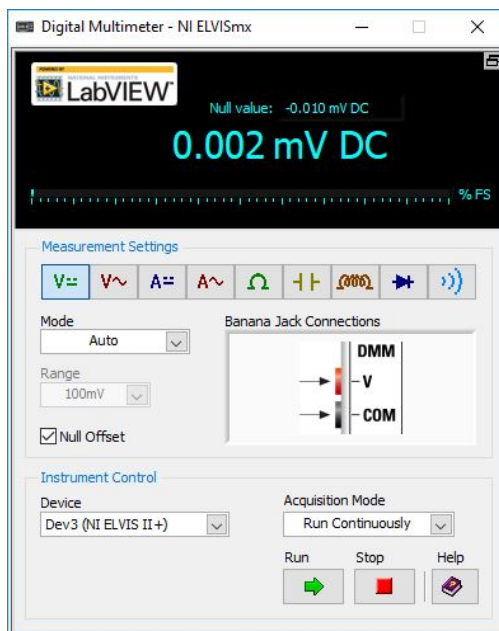 Digital Multimeter - NI ELVISmx
POWERED BY
NATIONAL INSTRUMENTS
LabVIEW™
Null value: -0.010 mV DC
0.002 mV DC
% FS
Measurement Settings
V
V
A
A
Ω
Mode
Auto
Banana Jack Connections
Range
100mV
DMM
V
COM
Null Offset
Instrument Control
Device
Dev3 (NI ELVIS II+)
Acquisition Mode
Run Continuously
Run Stop Help